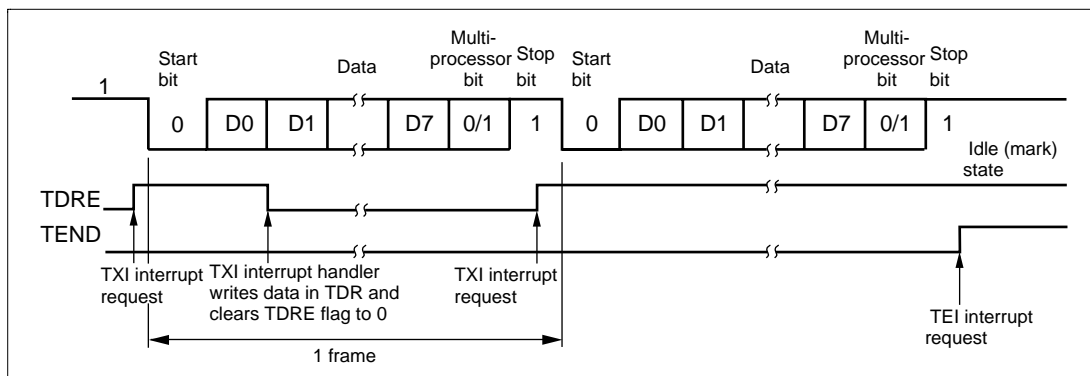 Start bit
Data
Multi-
processor
bit
Stop
bit
Start
bit
Data
Multi-
processor
bit
Stop
bit
1
0
D0
D1
D7
0/1
1
0
D0
D1
D7
0/1
1
Idle (mark)
state
TDRE
TEND
TXI interrupt
request
TXI interrupt handler
writes data in TDR and
clears TDRE flag to 0
TXI interrupt
request
TEI interrupt
request
1 frame